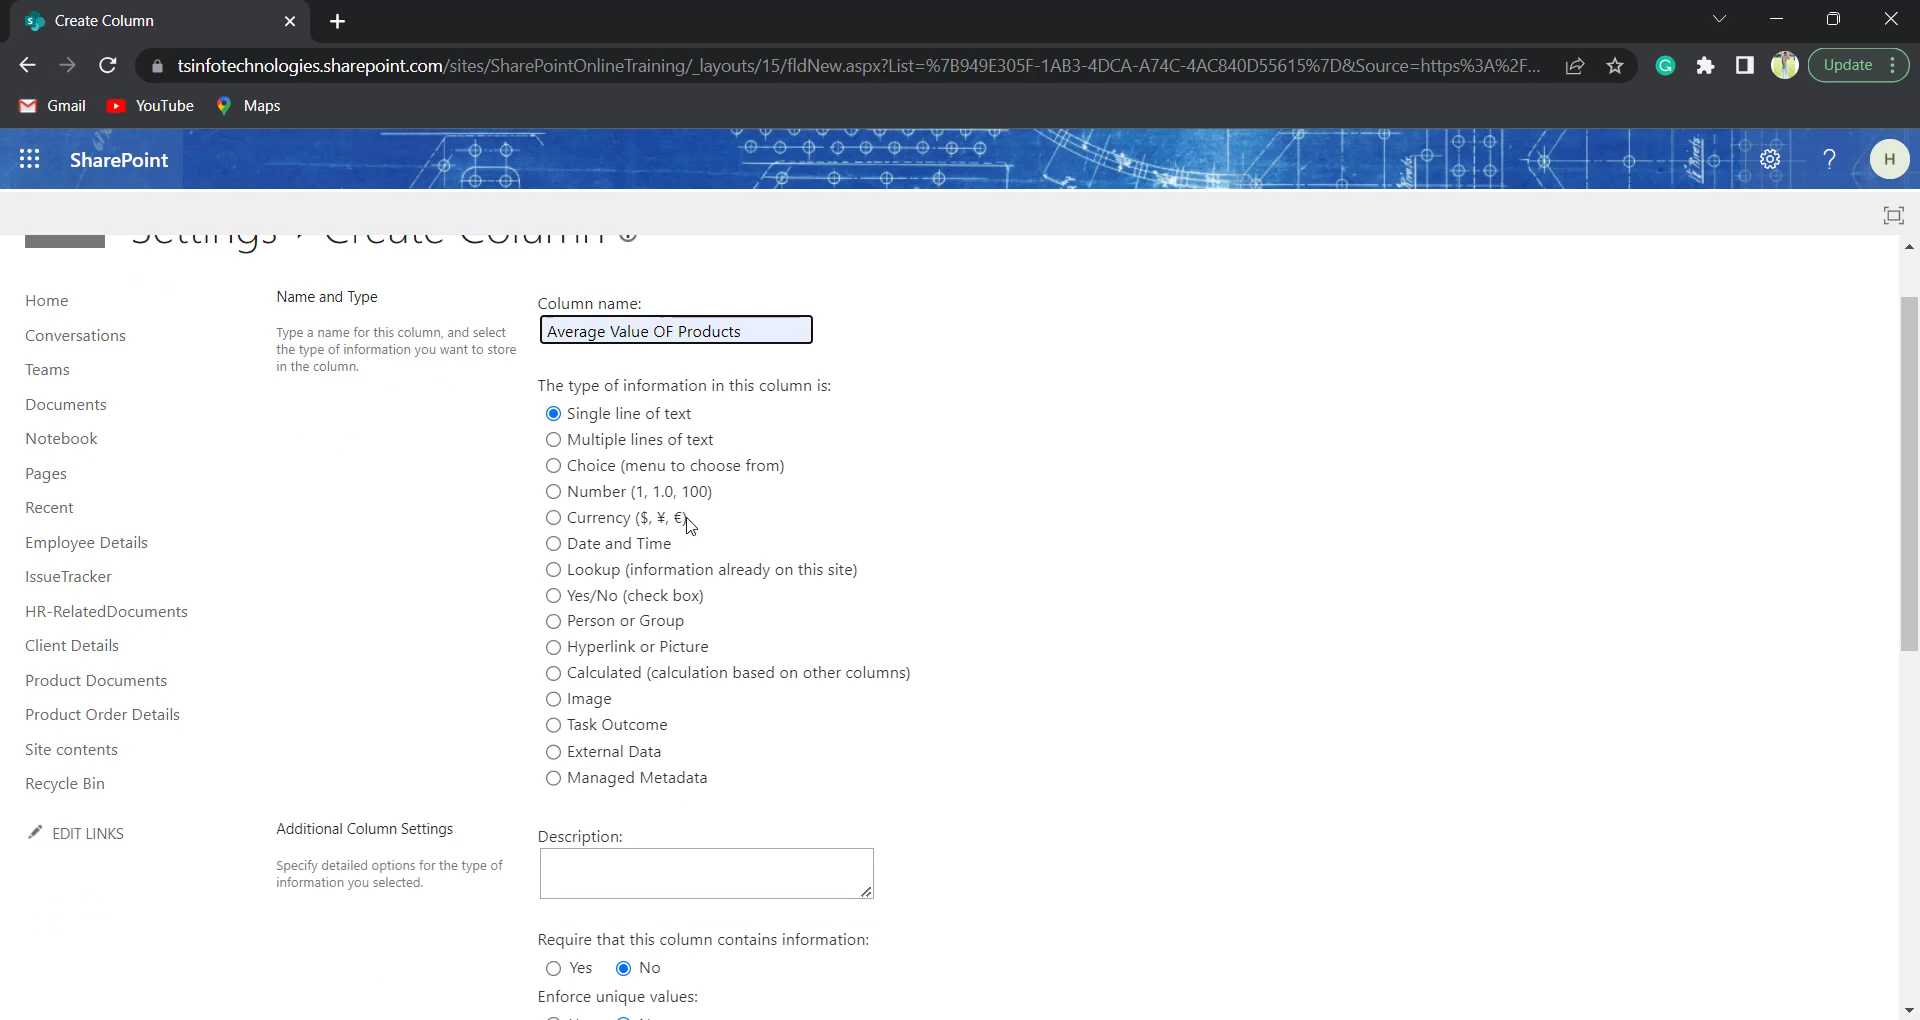 Create Column
tsinfotechnologies.sharepoint.com/sites/SharePointOnlineTraining/_layouts/15/fldNew.aspx?List=%7B949E305F-1AB3-4DCA-A74C-4AC840D55615%7D&Source=https%3A%2F...
Update
Gmail
YouTube
Maps
SharePoint
?
H
Settings › Create Column
Home
Conversations
Teams
Documents
Notebook
Pages
Recent
Employee Details
IssueTracker
HR-RelatedDocuments
Client Details
Product Documents
Product Order Details
Site contents
Recycle Bin
EDIT LINKS
Name and Type
Type a name for this column, and select
the type of information you want to store
in the column.
Column name:
Average Value OF Products
The type of information in this column is:
Single line of text
Multiple lines of text
Choice (menu to choose from)
Number (1, 1.0, 100)
Currency ($, ¥, €)
Date and Time
Lookup (information already on this site)
Yes/No (check box)
Person or Group
Hyperlink or Picture
Calculated (calculation based on other columns)
Image
Task Outcome
External Data
Managed Metadata
Additional Column Settings
Specify detailed options for the type of
information you selected.
Description:
Require that this column contains information:
Yes No
Enforce unique values: